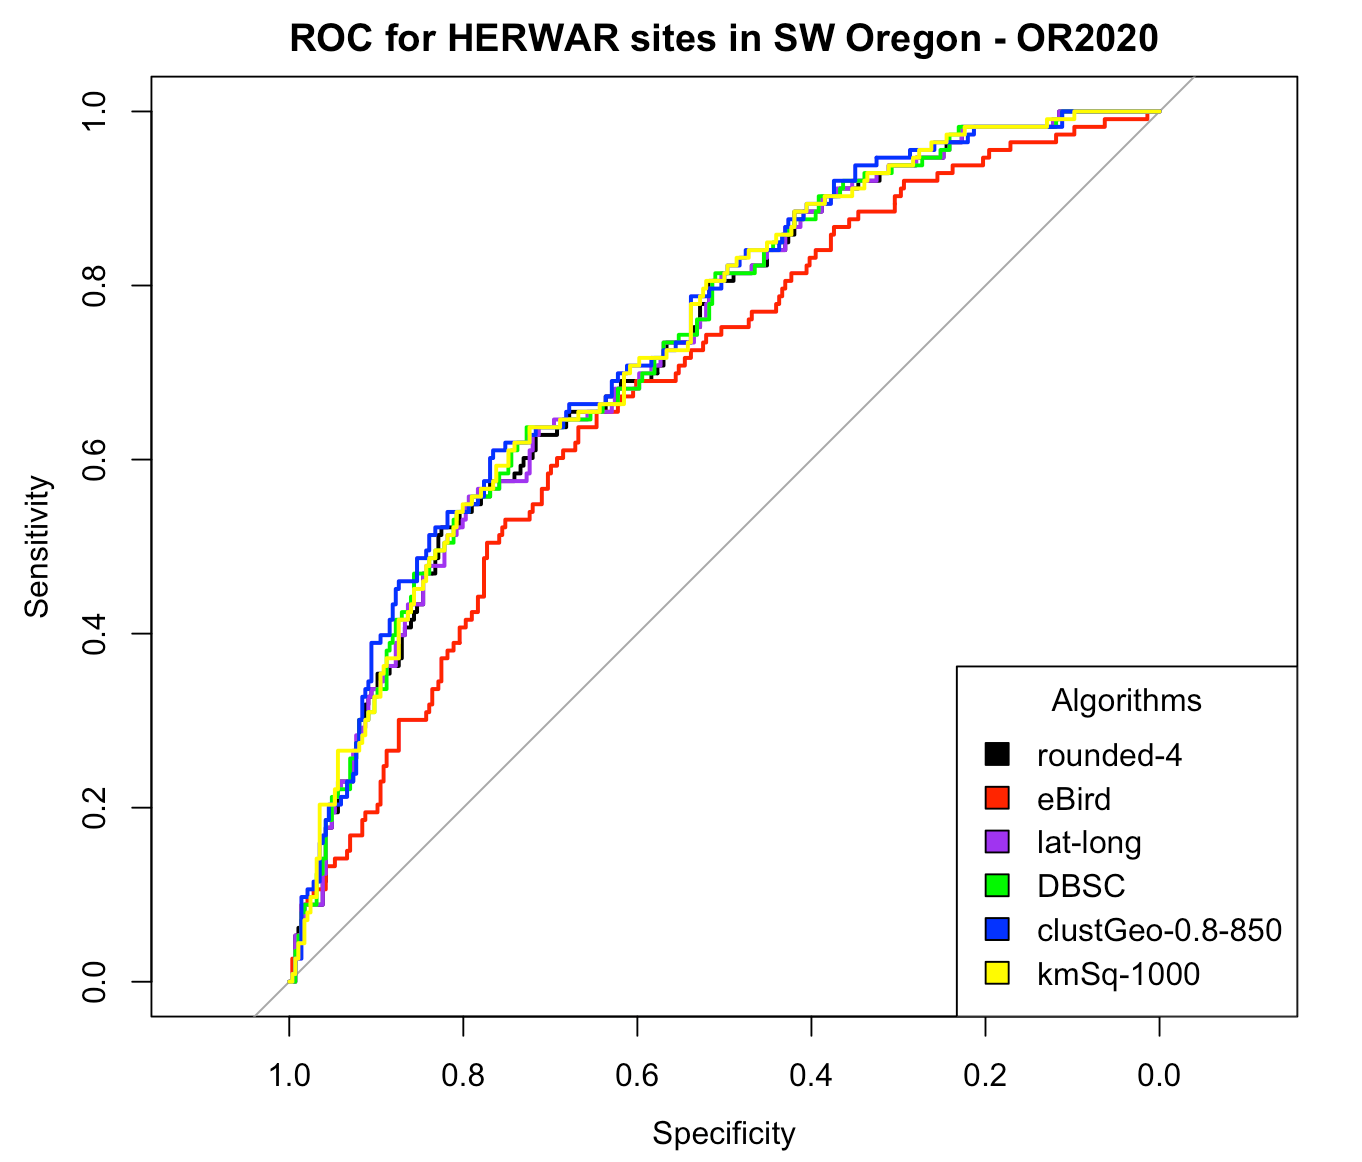 ROC for HERWAR sites in SW Oregon - OR2020
Sensitivity
1.0
0.8
0.6
0.4
0.2
0.0
Algorithms
rounded-4
eBird
lat-long
DBSC
clustGeo-0.8-850
kmSq-1000
1.0 0.8 0.6 0.4 0.2 0.0
Specificity